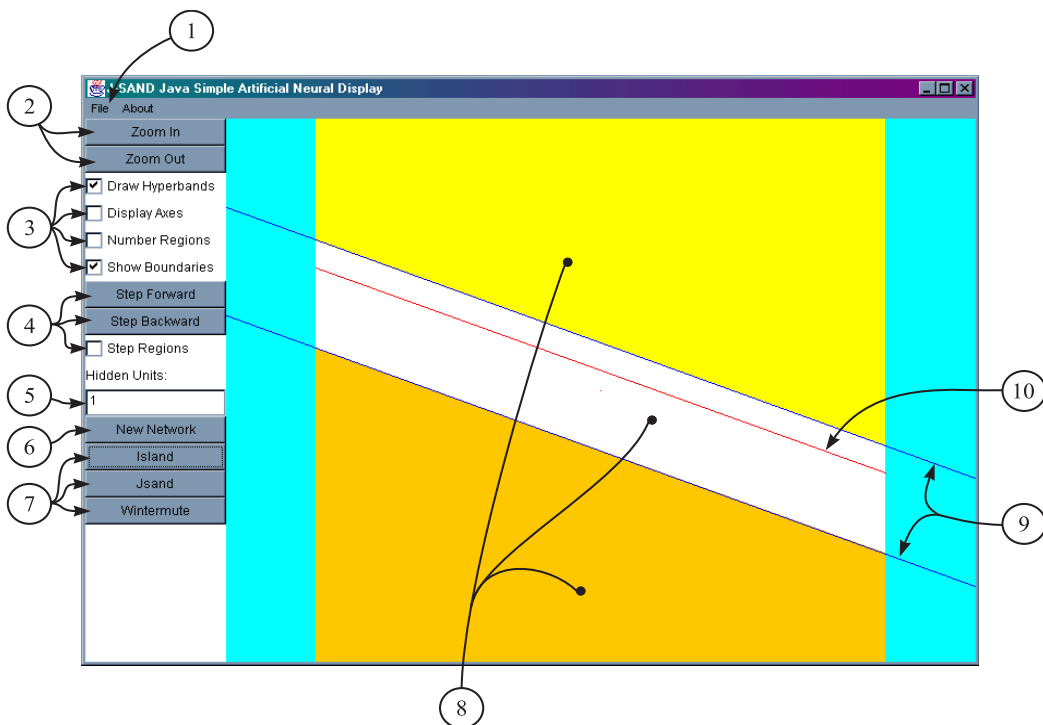 1
JSAND Java Simple Artificial Neural Display
File About
2
Zoom In
Zoom Out
Draw Hyperbands
3
Display Axes
Number Regions
Show Boundaries
4
Step Forward
Step Backward
Step Regions
Hidden Units:
5
1
10
6
New Network
7
Island
Jsand
Wintermute
9
8